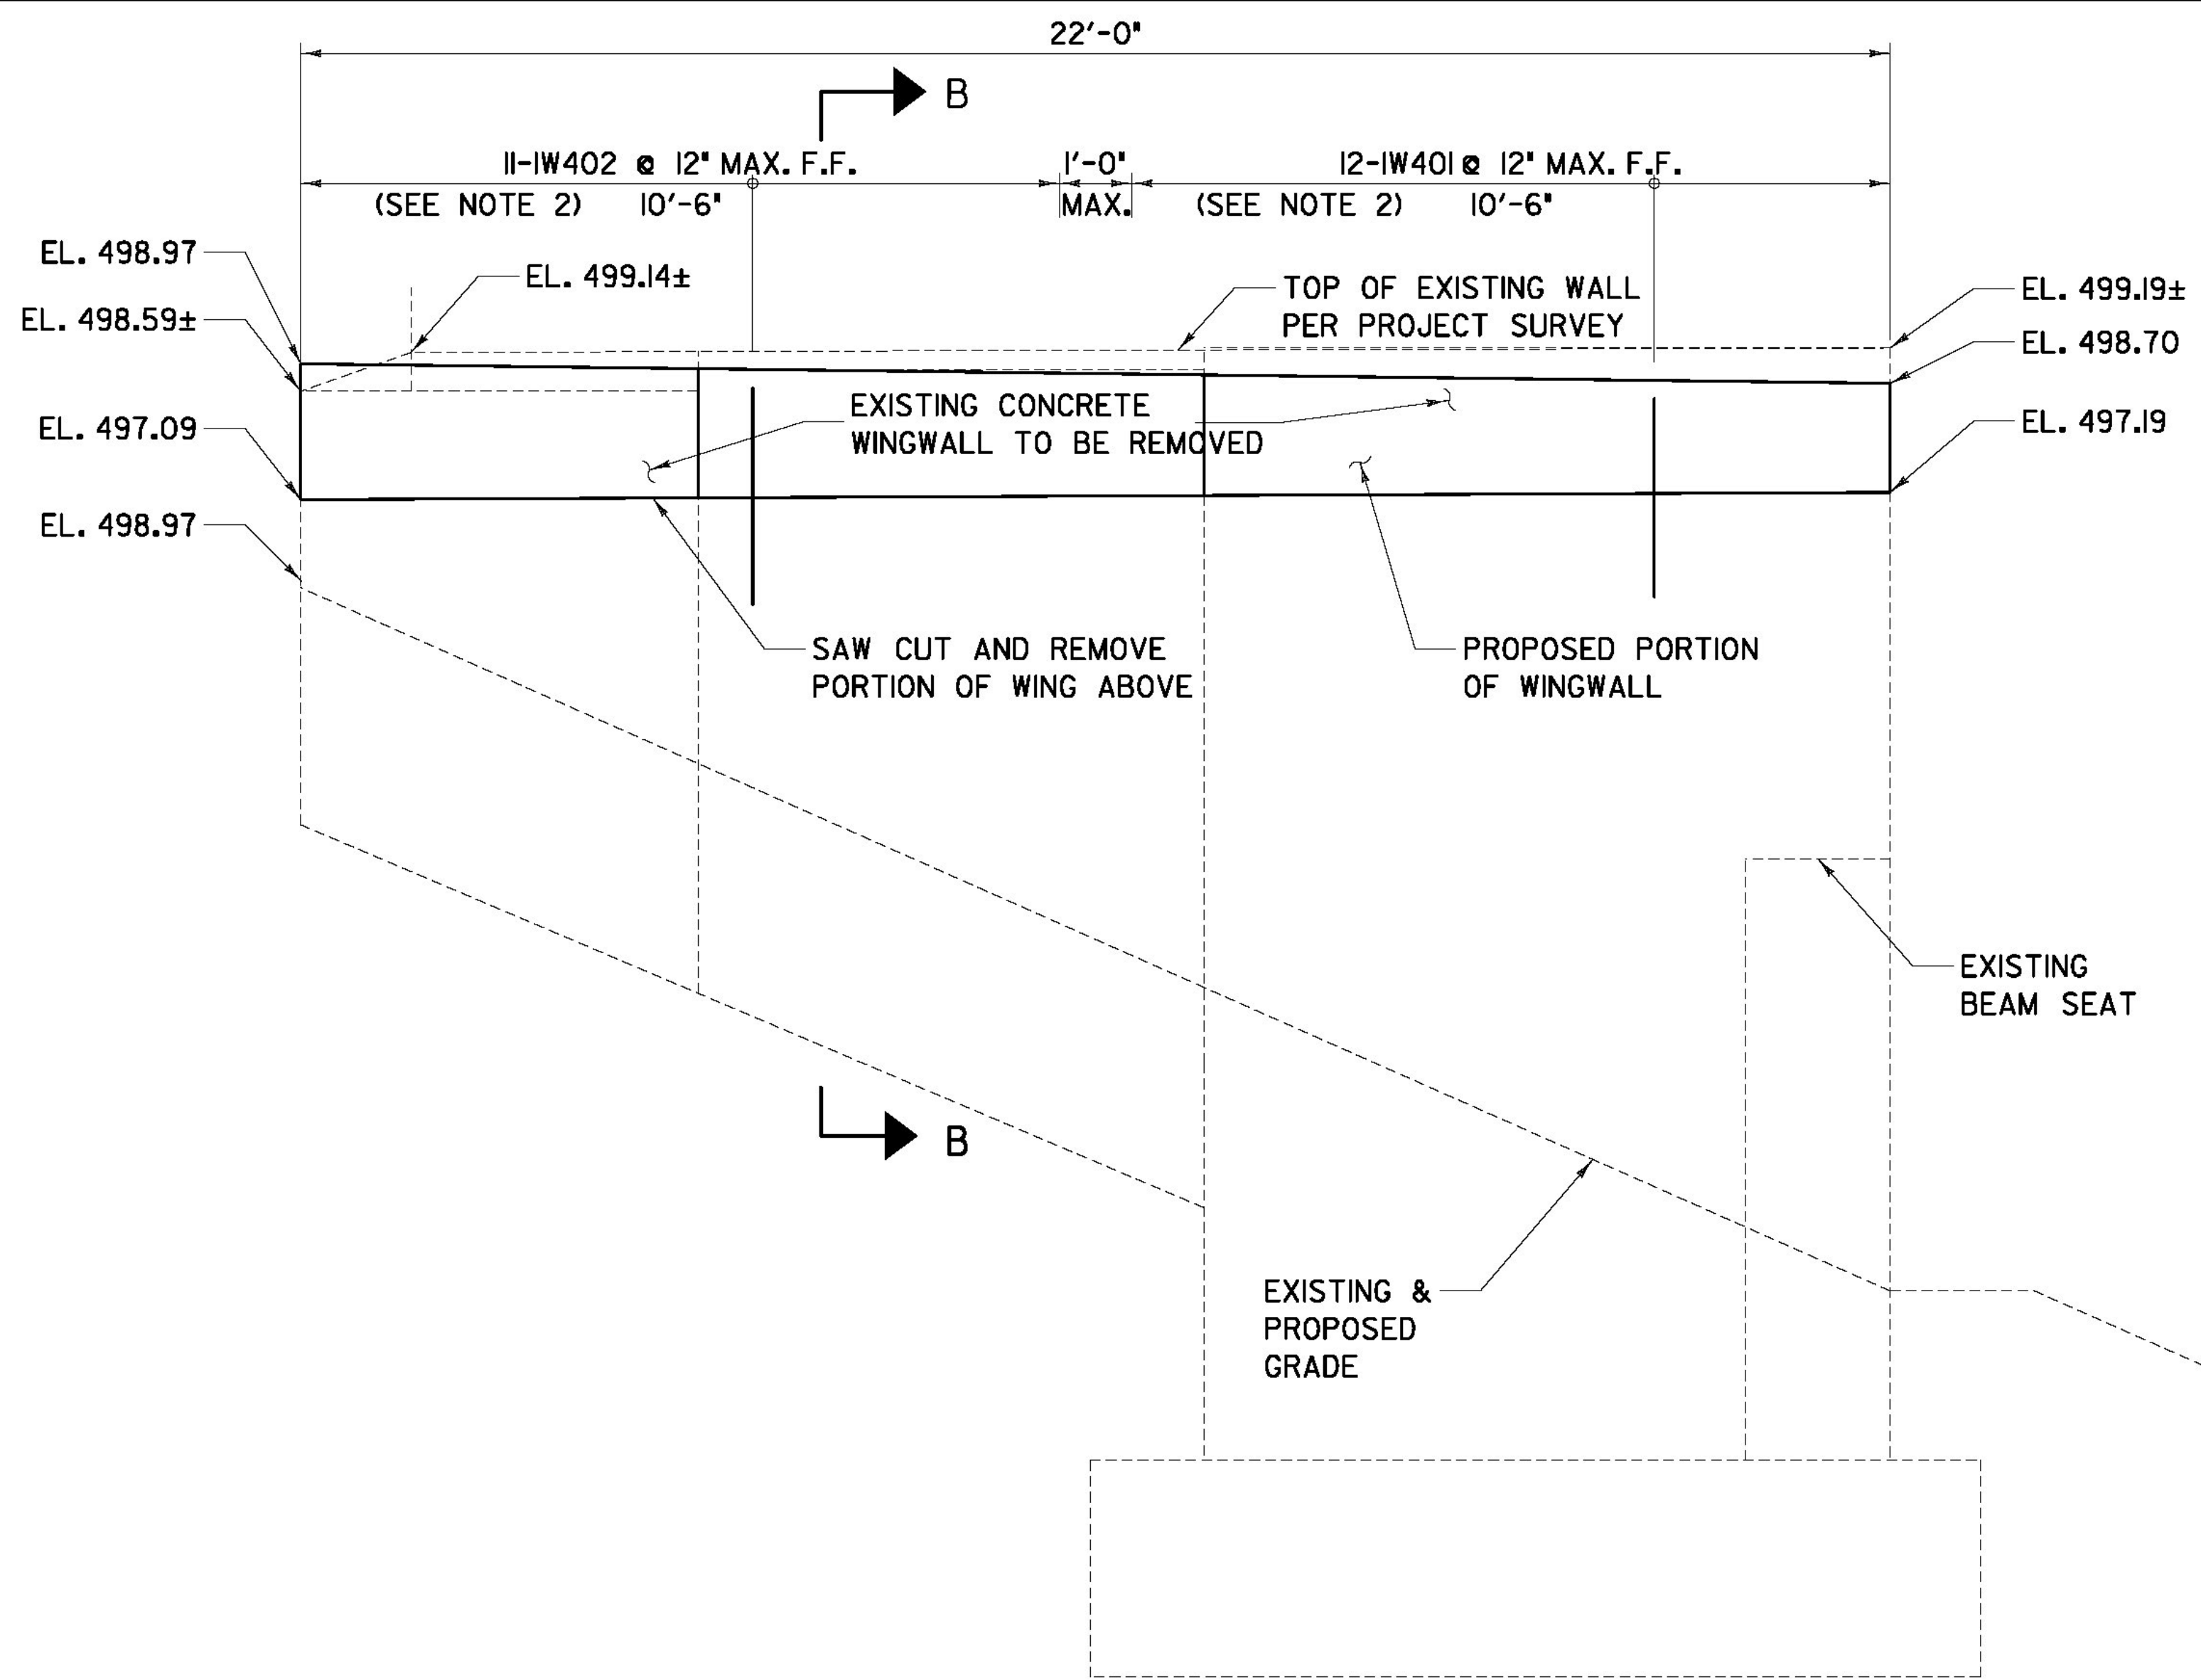 22'-0"
B
11-1W402 @ 12" MAX. F.F.
1'-0"
12-1W401 @ 12" MAX. F.F.
(SEE NOTE 2) 10'-6"
MAX.
(SEE NOTE 2) 10'-6"
EL. 498.97
EL. 499.14±
TOP OF EXISTING WALL
PER PROJECT SURVEY
EL. 499.19±
EL. 498.59±
EL. 498.70
EXISTING CONCRETE
WINGWALL TO BE REMOVED
EL. 497.09
EL. 497.19
EL. 498.97
SAW CUT AND REMOVE
PORTION OF WING ABOVE
PROPOSED PORTION
OF WINGWALL
EXISTING
BEAM SEAT
B
EXISTING &
PROPOSED
GRADE